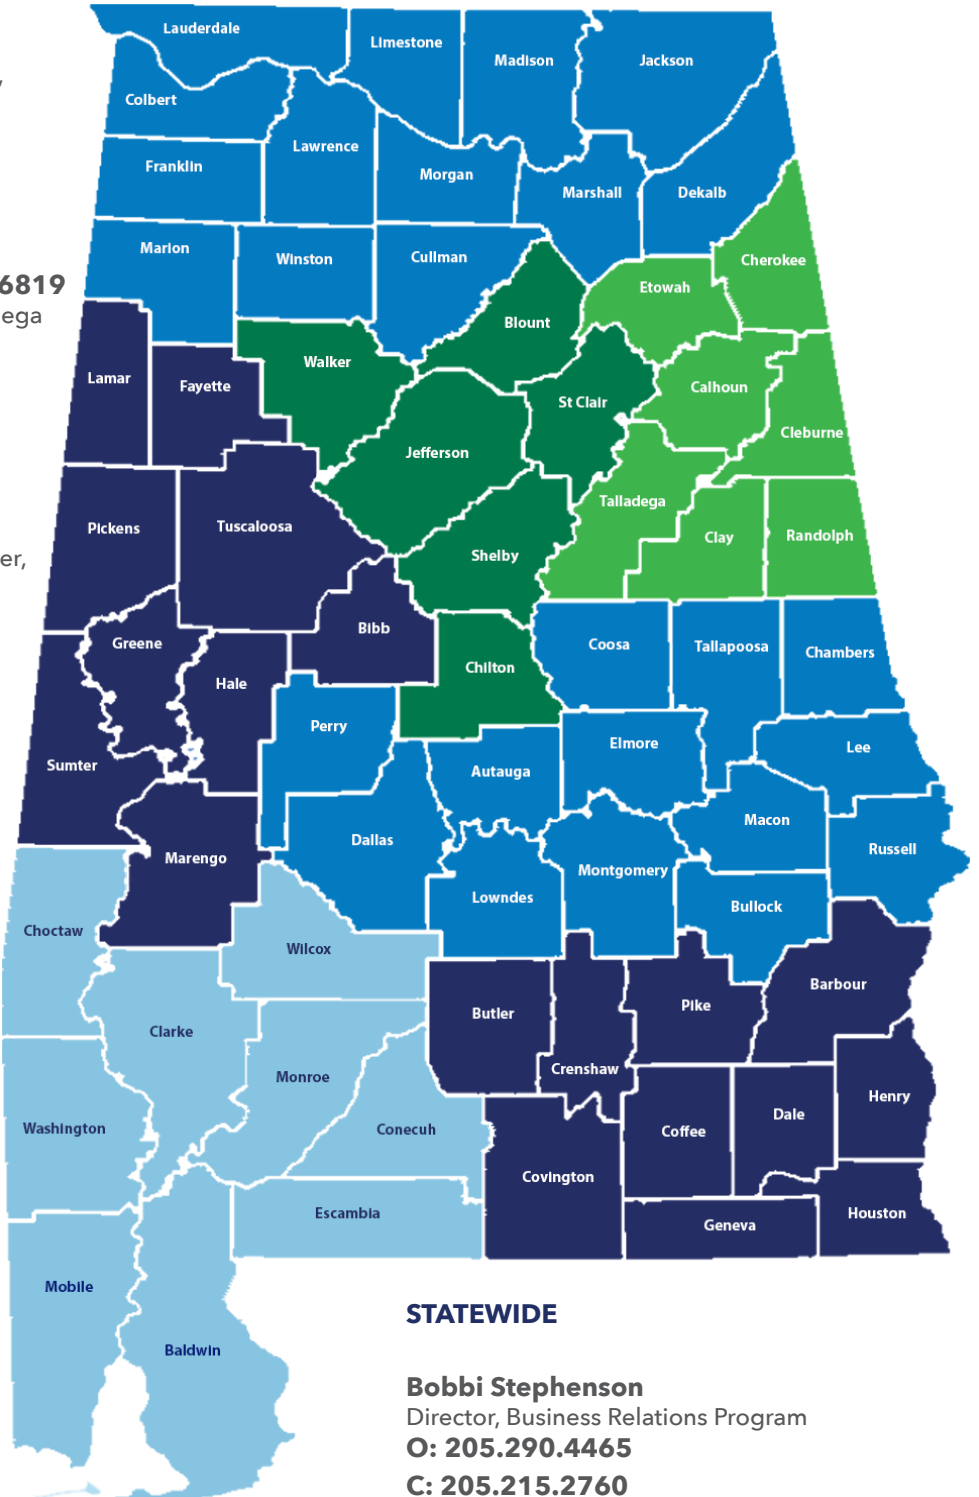 Lauderdale
Limestone
Madison
Jackson
,
Colbert
Lawrence
Franklin
Morgan
Marshall
Dekalb
Marion
Winston
Cullman
Cherokee
Etowah
6819
ega
Blount
Walker
Lamar
Fayette
Calhoun
St Clair
Cleburne
Jefferson
Talladega
Pickens
Tuscaloosa
Clay
Randolph
Shelby
er,
Bibb
Greene
Coosa
Tallapoosa
Chambers
Chilton
Hale
Perry
Elmore
Lee
Sumter
Autauga
Macon
Dallas
Russell
Marengo
Montgomery
Lowndes
Bullock
Choctaw
Wilcox
Barbour
Butler
Pike
Clarke
Crenshaw
Monroe
Henry
Dale
Washington
Conecuh
Coffee
Covington
Escambia
Houston
Geneva
Mobile
Baldwin
STATEWIDE
Bobbi Stephenson
Director, Business Relations Program
O: 205.290.4465
C: 205.215.2760